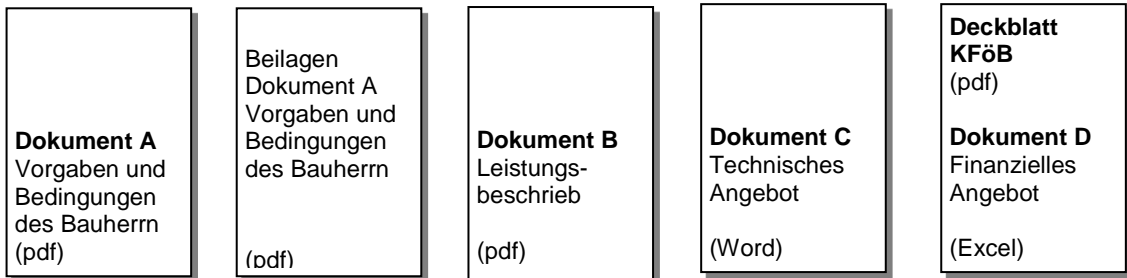 Dokument A
Vorgaben und
Bedingungen
des Bauherrn
(pdf)
Beilagen
Dokument A
Vorgaben und
Bedingungen
des Bauherrn
(pdf)
Dokument B
Leistungs-
beschrieb
(pdf)
Dokument C
Technisches
Angebot
(Word)
Deckblatt
KFöB
(pdf)
Dokument D
Finanzielles
Angebot
(Excel)